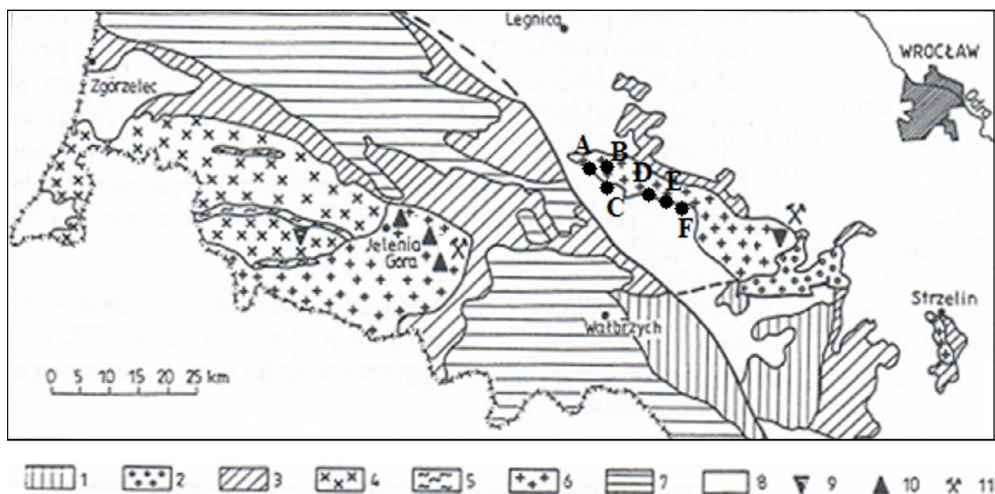 Legnica
WROCŁAW
Zgorzelec
A
B
D
E
C
F
Jelenia
Góra
Wałbrzych
Strzelin
0 5 10 15 20 25 km
1 2 3 4 5 6 7 8 9 10 11